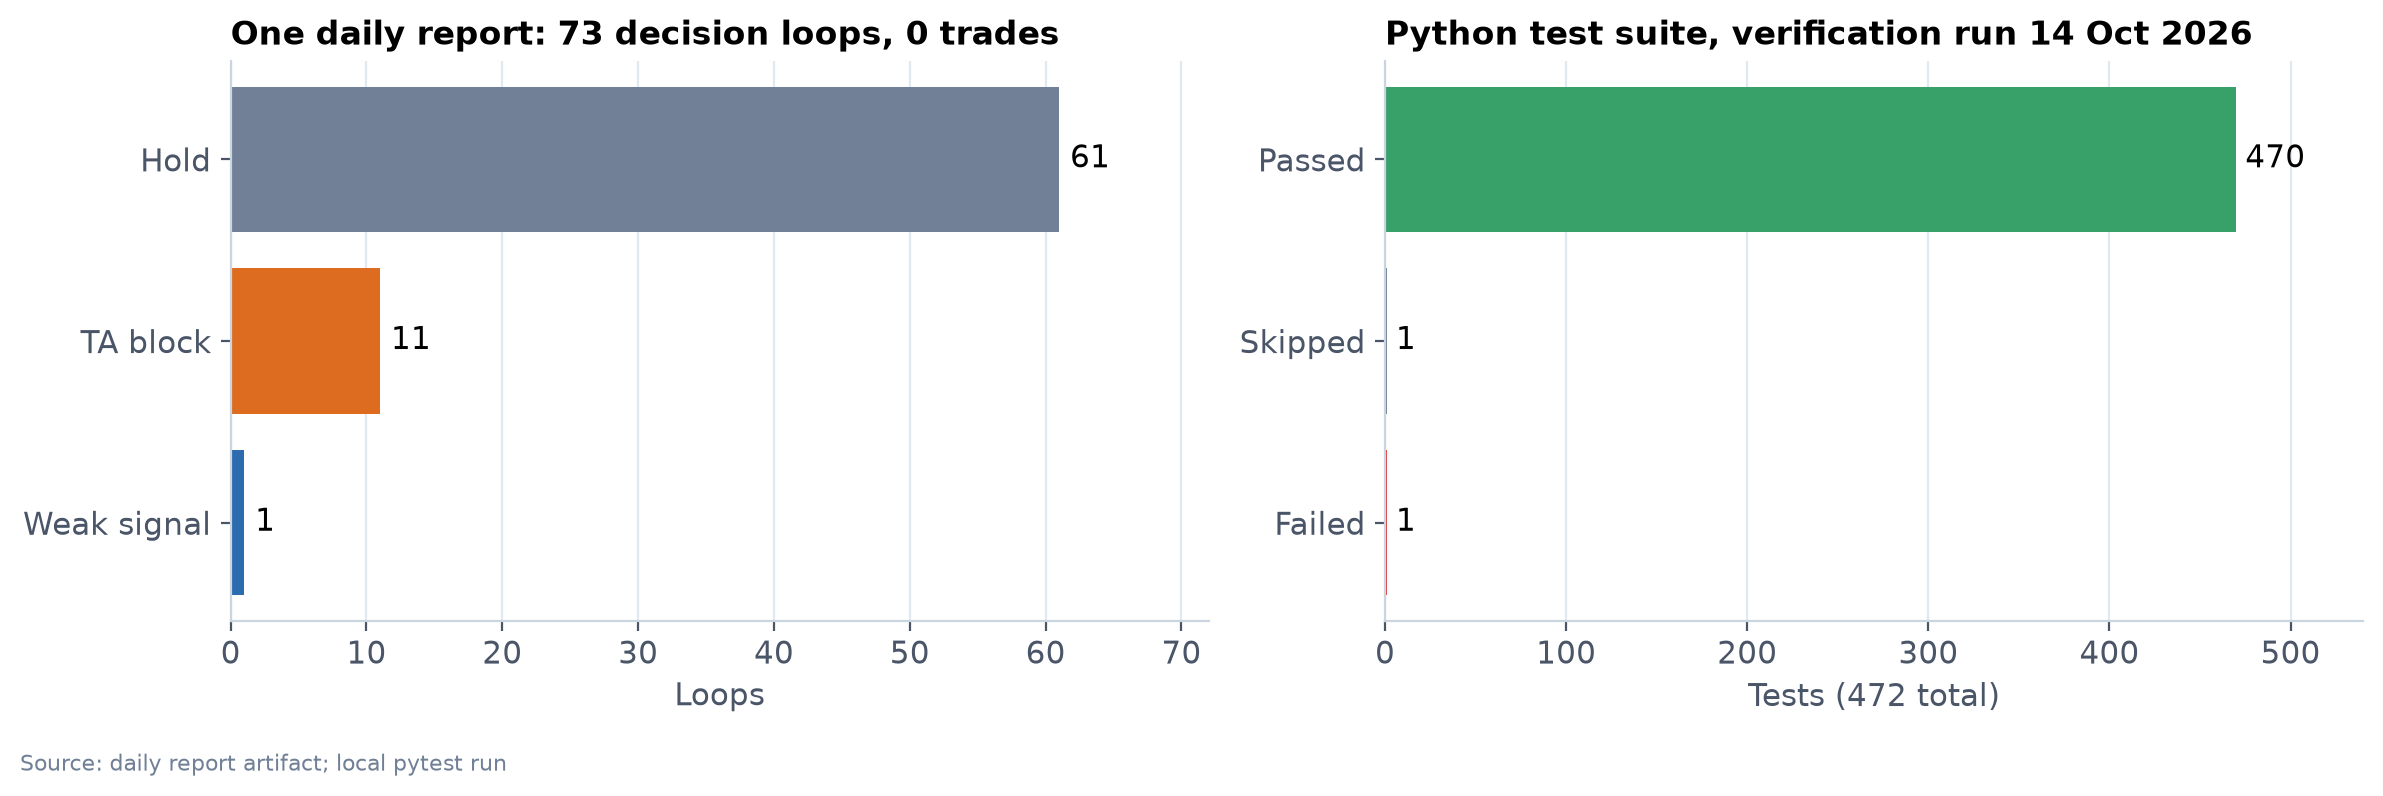 One daily report: 73 decision loops, 0 trades
Hold
61
TA block
11
Weak signal
1
0 10 20 30 40 50 60 70
Loops
Python test suite, verification run 14 Oct 2026
Passed
470
Skipped
1
Failed
1
0 100 200 300 400 500
Tests (472 total)
Source: daily report artifact; local pytest run